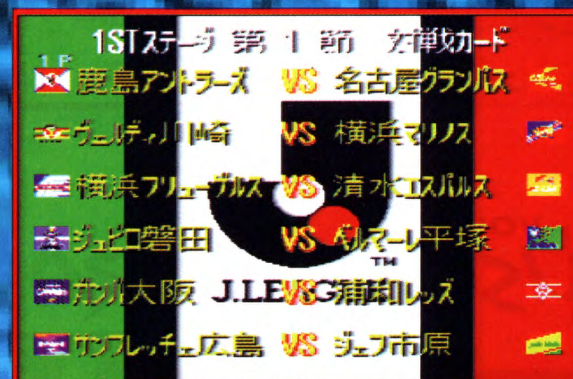 1STステージ 第 1 節 対戦カード
1P
鹿島アントラーズ VS 名古屋グランパス
ヴェルディ川崎 VS 横浜マリノス
横浜フリューゲルス VS 清水エスパルス
ジュビロ磐田 VS ベルマーレ平塚
TM
ガンバ大阪 VS 浦和レッズ
J.LEAGUE
サンフレッチェ広島 VS ジェフ市原